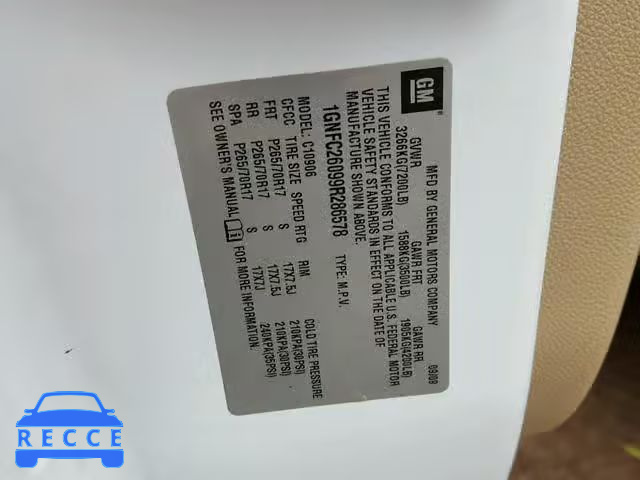 GM
®
MFD BY GENERAL MOTORS COMPANY 09/09
GVWR GAWR FRT GAWR RR
3266KG(7200LB) 1588KG(3500LB) 1905KG(4200LB)
THIS VEHICLE CONFORMS TO ALL APPLICABLE U.S. FEDERAL MOTOR
VEHICLE SAFETY STANDARDS IN EFFECT ON THE DATE OF
MANUFACTURE SHOWN ABOVE.
1GNFC26099R286578 TYPE: M.P.V.
MODEL: C10906
CFCC TIRE SIZE SPEED RTG RIM COLD TIRE PRESSURE
FRT P265/70R17 S 17X7.5J 210KPA(30PSI)
RR P265/70R17 S 17X7.5J 210KPA(30PSI)
SPA P265/70R17 S 17X7J 240KPA(35PSI)
SEE OWNER'S MANUAL FOR MORE INFORMATION.
RECCE